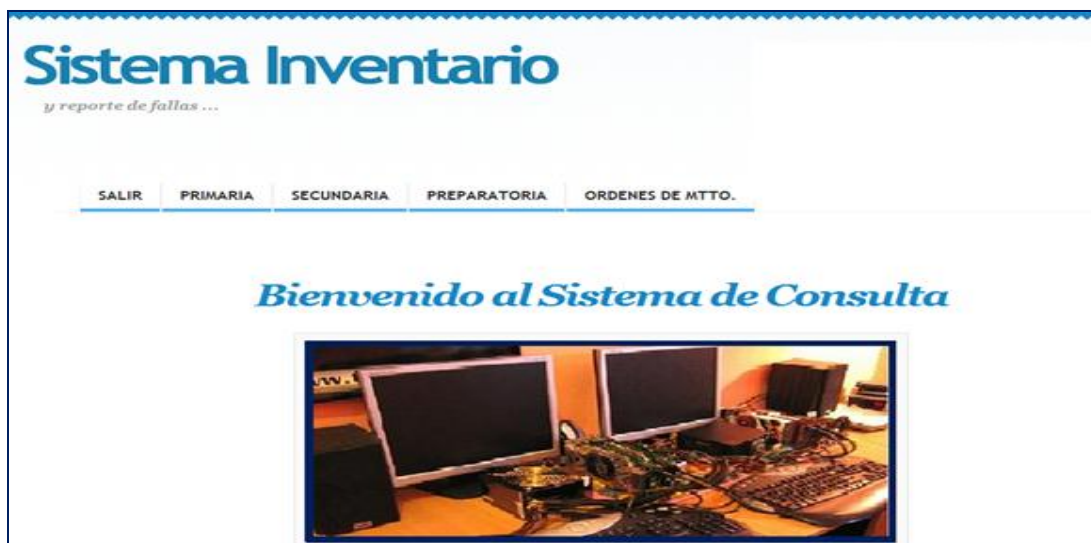 Sistema Inventario
y reporte de fallas ...
SALIR PRIMARIA SECUNDARIA PREPARATORIA ORDENES DE MTTO.
Bienvenido al Sistema de Consulta